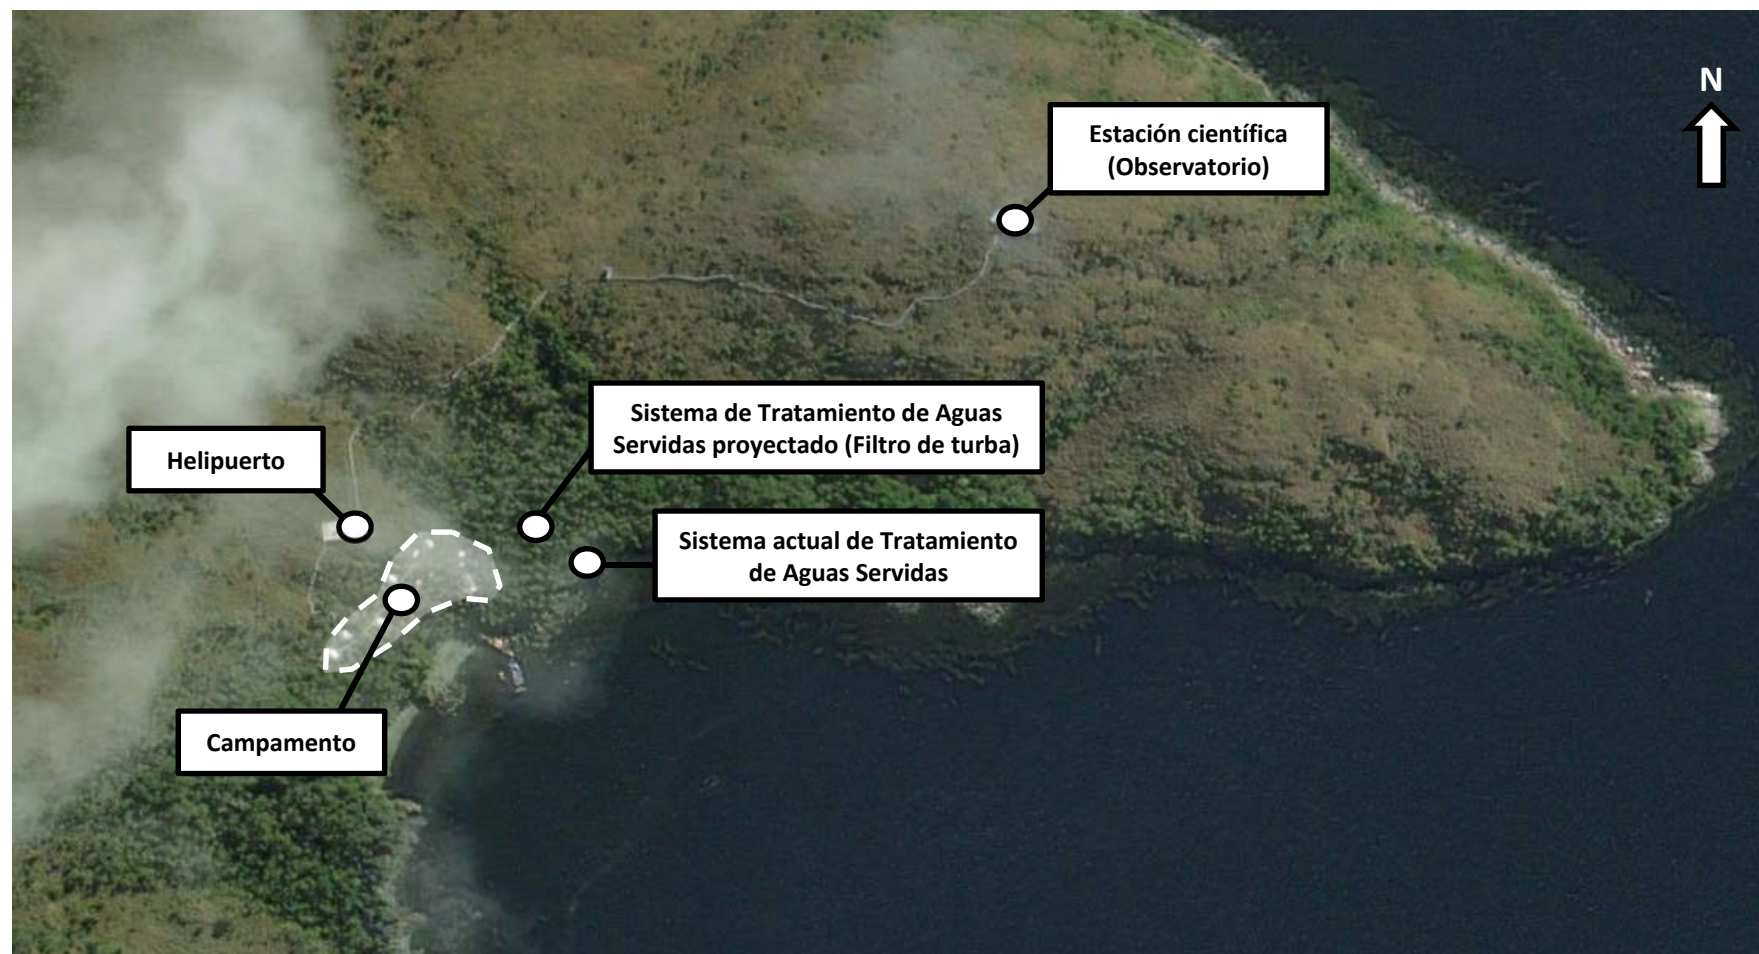 N
Estación científica
(Observatorio)
Sistema de Tratamiento de Aguas
Servidas proyectado (Filtro de turba)
Helipuerto
Sistema actual de Tratamiento
de Aguas Servidas
Campamento